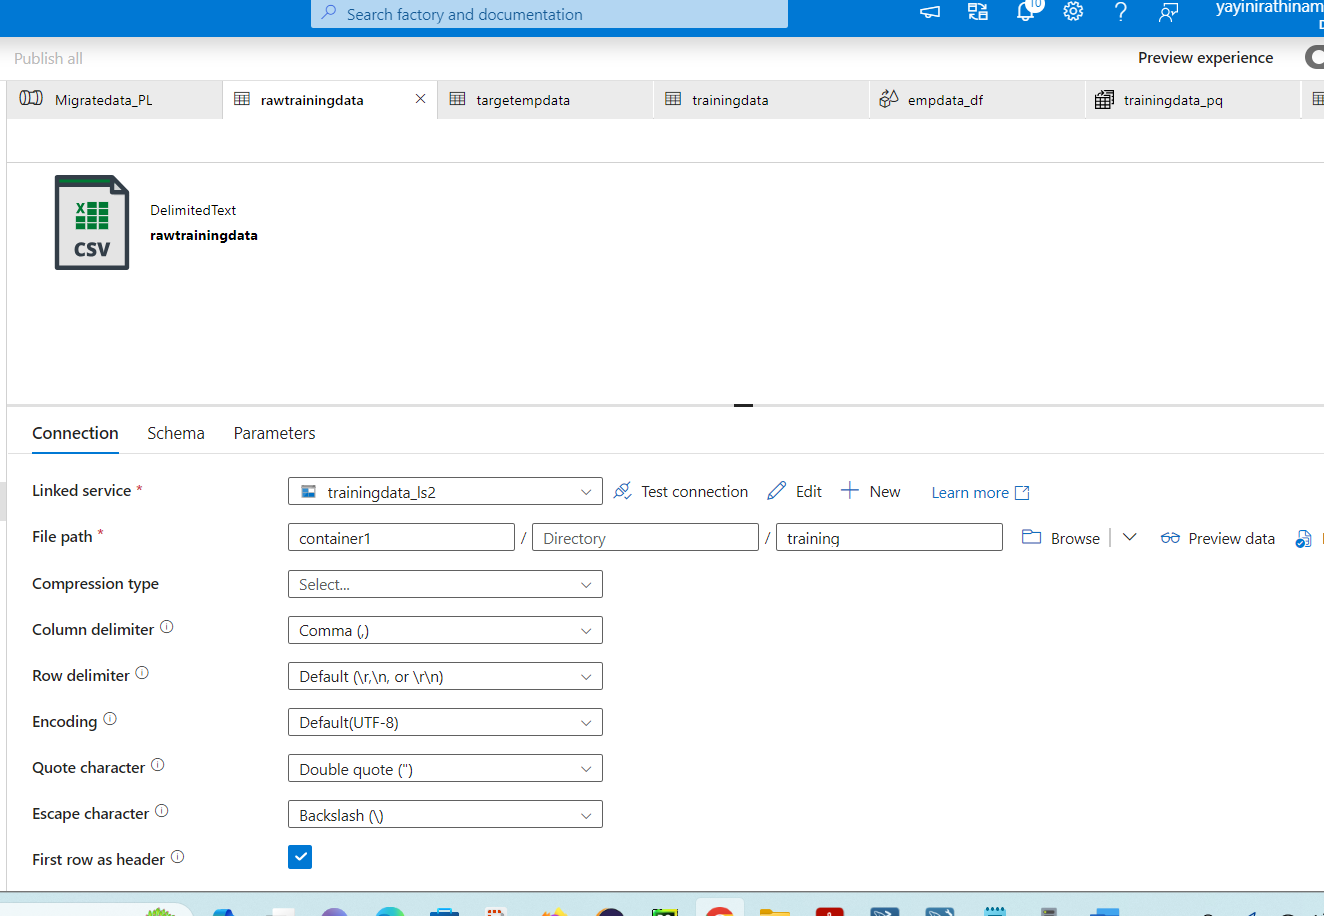 Search factory and documentation
10
yayinirathinam
Publish all
Preview experience
Migratedata_PL
rawtrainingdata
targetempdata
trainingdata
empdata_df
trainingdata_pq
X
CSV
DelimitedText
rawtrainingdata
Connection
Schema
Parameters
Linked service *
trainingdata_ls2
Test connection
Edit
New
Learn more
File path *
container1 / Directory / training
Browse
Preview data
Compression type
Select...
Column delimiter
Comma (,)
Row delimiter
Default (\r,\n, or \r\n)
Encoding
Default(UTF-8)
Quote character
Double quote (")
Escape character
Backslash (\)
First row as header